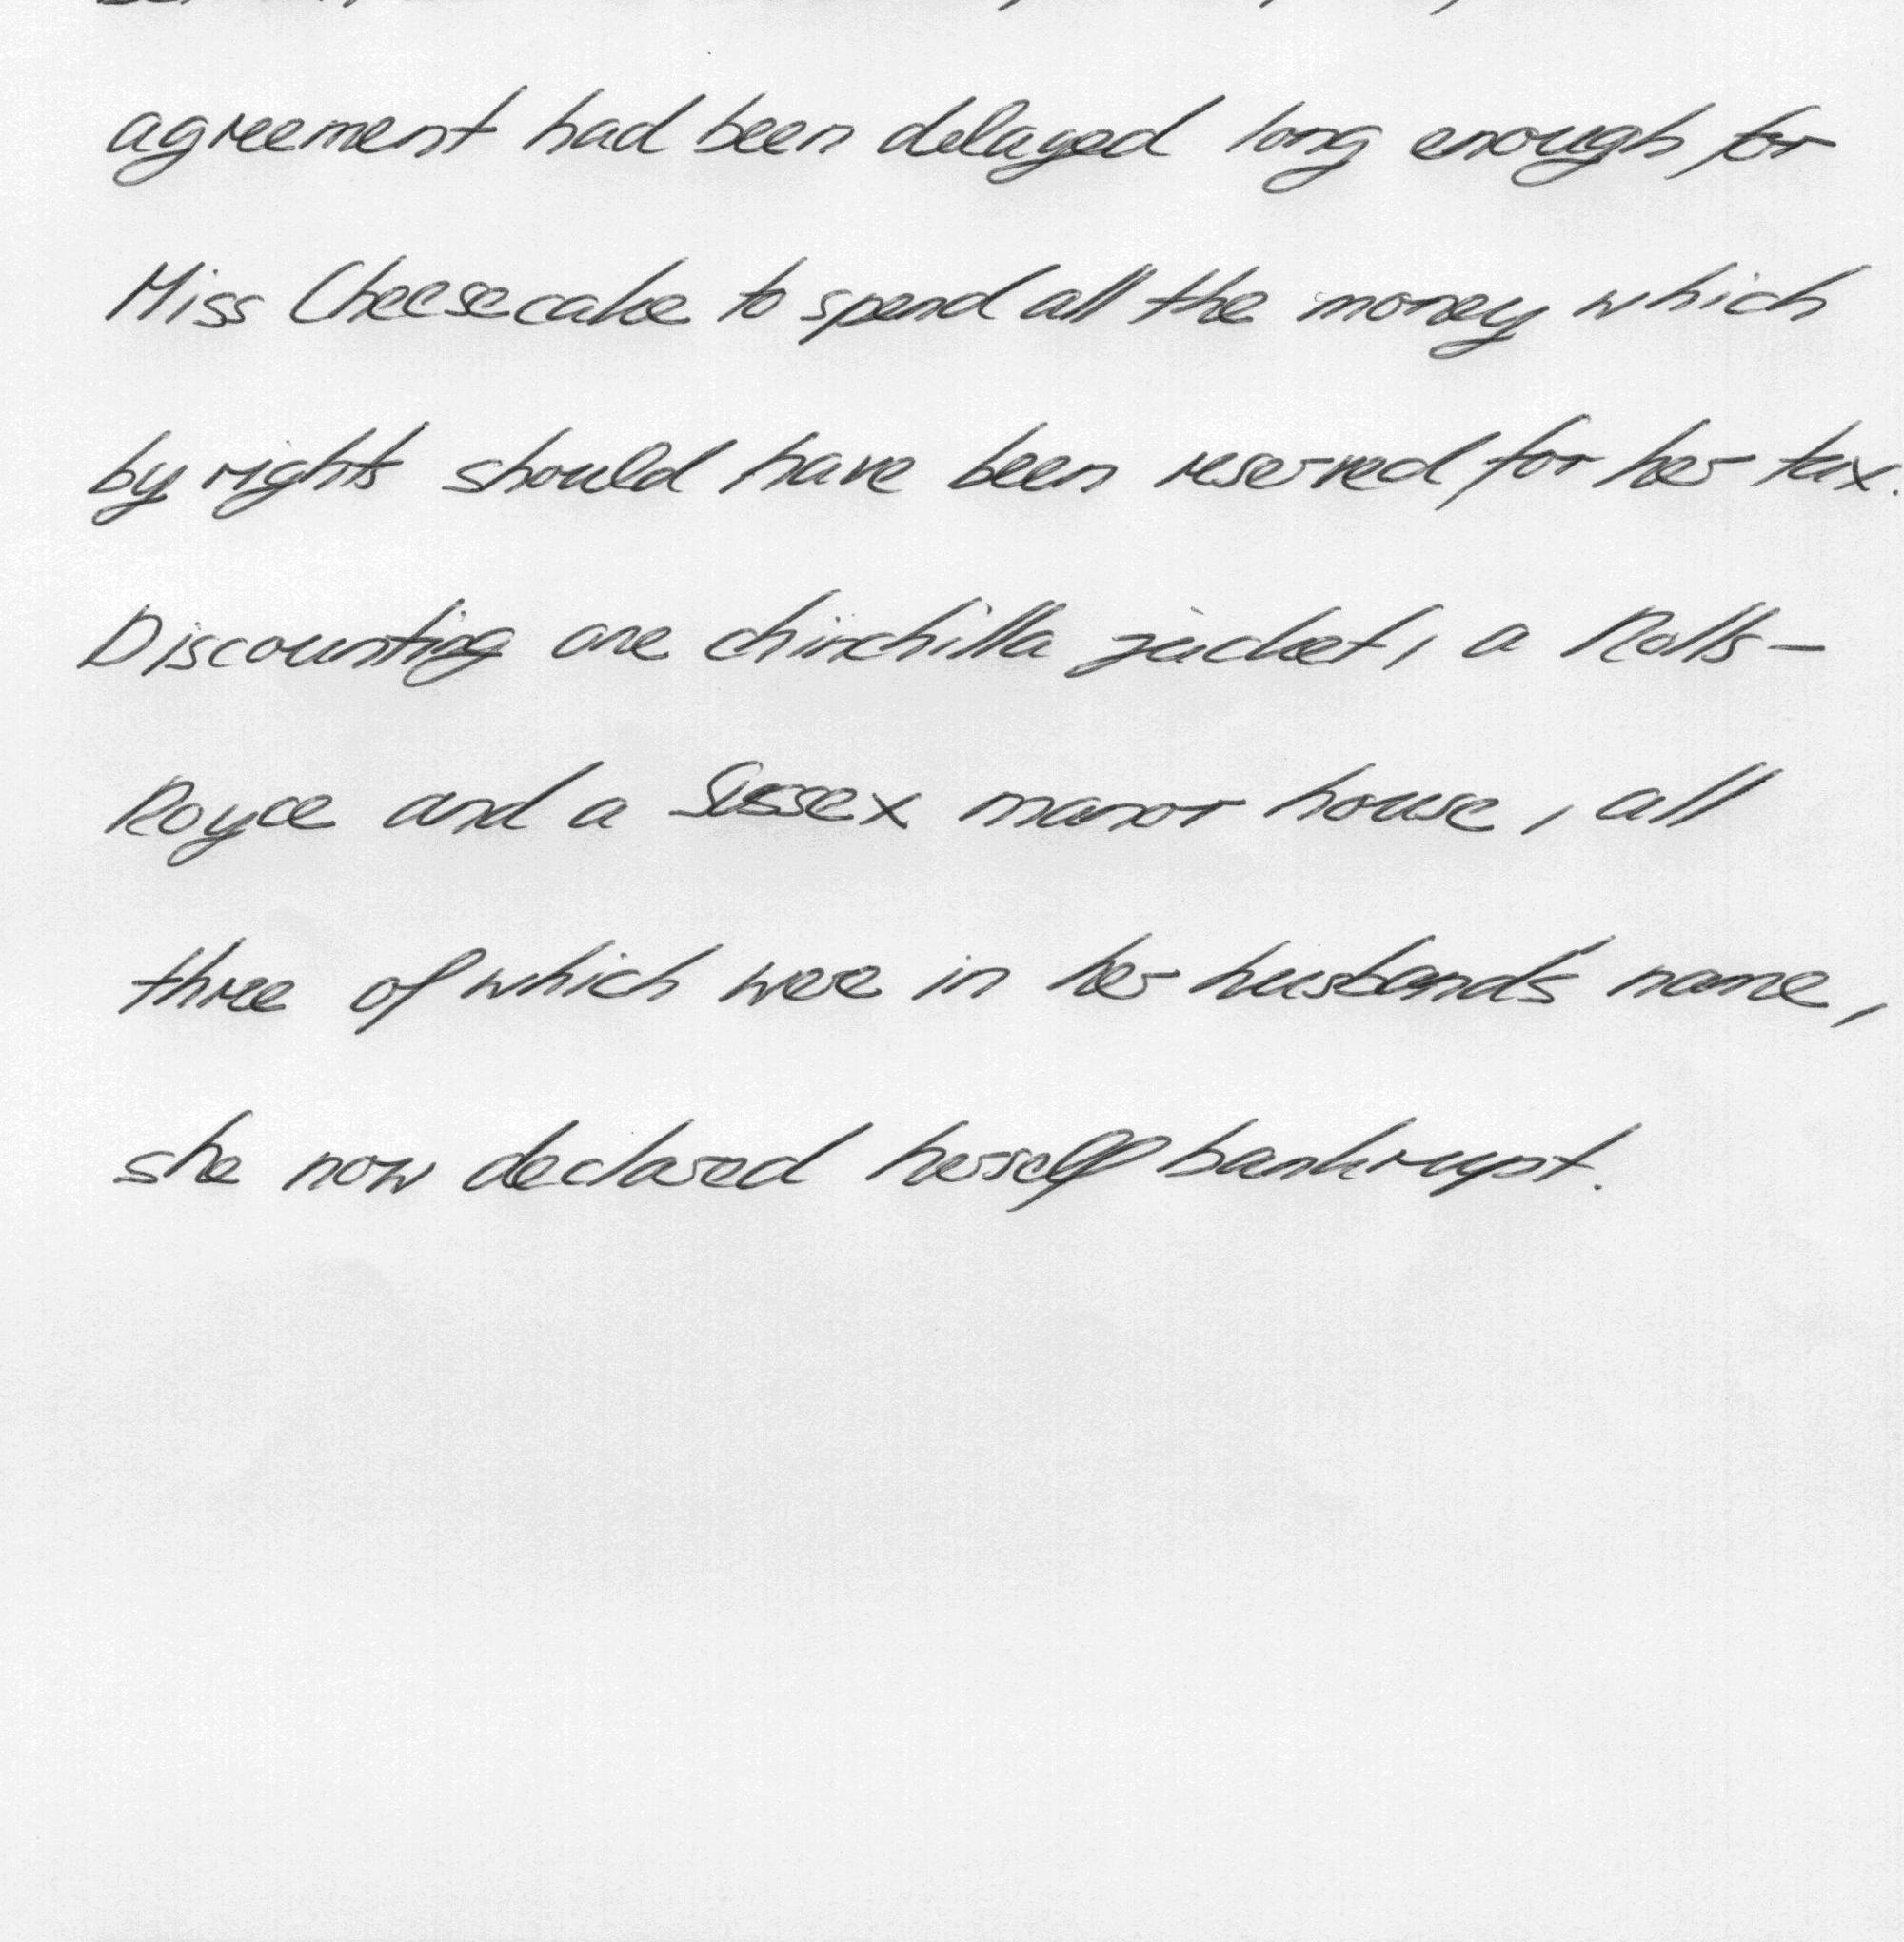 agreement had been delayed long enough for
Miss Cheesecake to spend all the money which
by rights should have been reserved for her tax.
Discounting one chinchilla jacket, a Rolls-
Royce and a Sussex manor house, all
three of which were in her husband's name,
she now declared herself bankrupt.